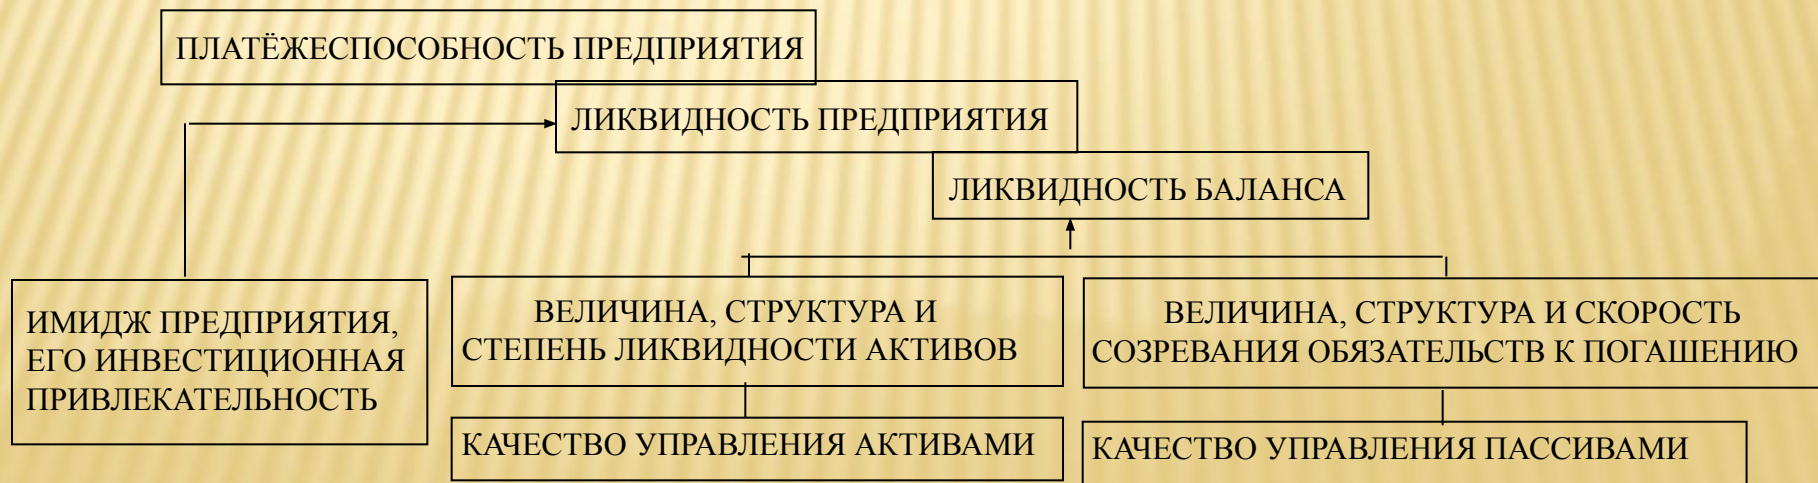 ПЛАТЁЖЕСПОСОБНОСТЬ ПРЕДПРИЯТИЯ
ЛИКВИДНОСТЬ ПРЕДПРИЯТИЯ
ЛИКВИДНОСТЬ БАЛАНСА
ИМИДЖ ПРЕДПРИЯТИЯ,
ЕГО ИНВЕСТИЦИОННАЯ
ПРИВЛЕКАТЕЛЬНОСТЬ
ВЕЛИЧИНА, СТРУКТУРА И
СТЕПЕНЬ ЛИКВИДНОСТИ АКТИВОВ
ВЕЛИЧИНА, СТРУКТУРА И СКОРОСТЬ
СОЗРЕВАНИЯ ОБЯЗАТЕЛЬСТВ К ПОГАШЕНИЮ
КАЧЕСТВО УПРАВЛЕНИЯ АКТИВАМИ
КАЧЕСТВО УПРАВЛЕНИЯ ПАССИВАМИ